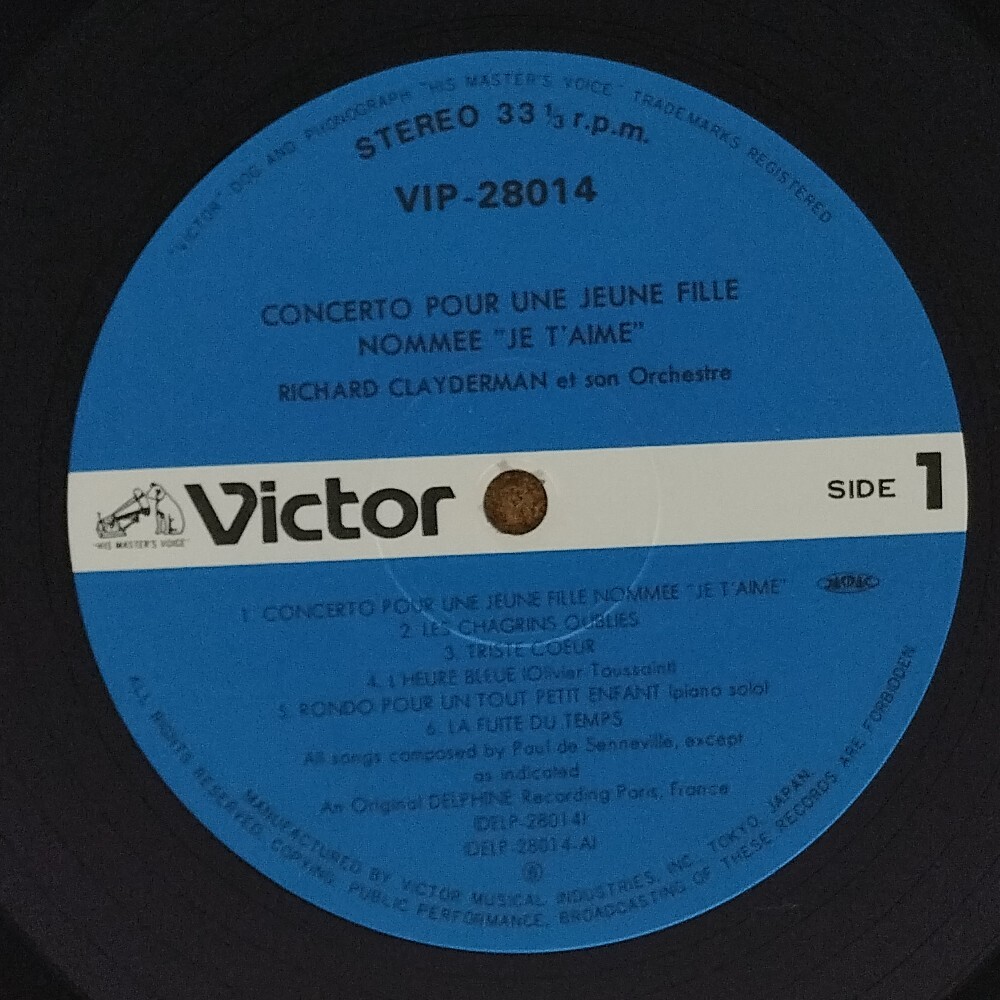 "VICTOR" DOG AND PHONOGRAPH "HIS MASTER'S VOICE" TRADEMARKS REGISTERED
STEREO 33 ⅓ r.p.m.
VIP-28014
CONCERTO POUR UNE JEUNE FILLE
NOMMEE "JE T'AIME"
RICHARD CLAYDERMAN et son Orchestre
"HIS MASTER'S VOICE"
Victor
SIDE 1
1. CONCERTO POUR UNE JEUNE FILLE NOMMEE "JE T'AIME"
JASRAC
2. LES CHAGRINS OUBLIES
3. TRISTE COEUR
4. L'HEURE BLEUE (Olivier Toussaint)
5. RONDO POUR UN TOUT PETIT ENFANT (piano solo)
6. LA FUITE DU TEMPS
All songs composed by Paul de Senneville, except
as indicated
An Original DELPHINE Recording Paris, France
(DELP-28014)
(DELP-28014-A)
MANUFACTURED BY VICTOR MUSICAL INDUSTRIES, INC. TOKYO, JAPAN
ALL RIGHTS RESERVED, COPYING, PUBLIC PERFORMANCE, BROADCASTING OF THESE RECORDS ARE FORBIDDEN